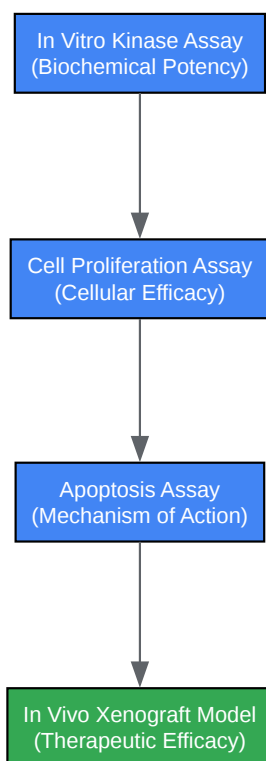 In Vitro Kinase Assay
(Biochemical Potency)
Cell Proliferation Assay
(Cellular Efficacy)
Apoptosis Assay
(Mechanism of Action)
In Vivo Xenograft Model
(Therapeutic Efficacy)